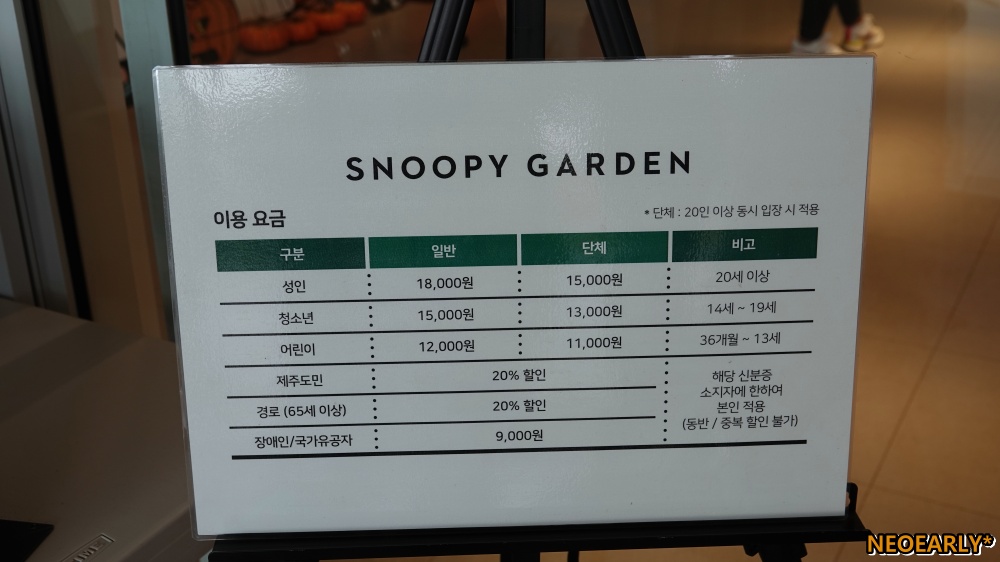 SNOOPY GARDEN
이용 요금
* 단체 : 20인 이상 동시 입장 시 적용
구분 일반 단체 비고
성인 18,000원 15,000원 20세 이상
청소년 15,000원 13,000원 14세 ~ 19세
어린이 12,000원 11,000원 36개월 ~ 13세
제주도민 20% 할인
경로 (65세 이상) 20% 할인
장애인/국가유공자 9,000원
해당 신분증
소지자에 한하여
본인 적용
(동반 / 중복 할인 불가)
NEOEARLY*